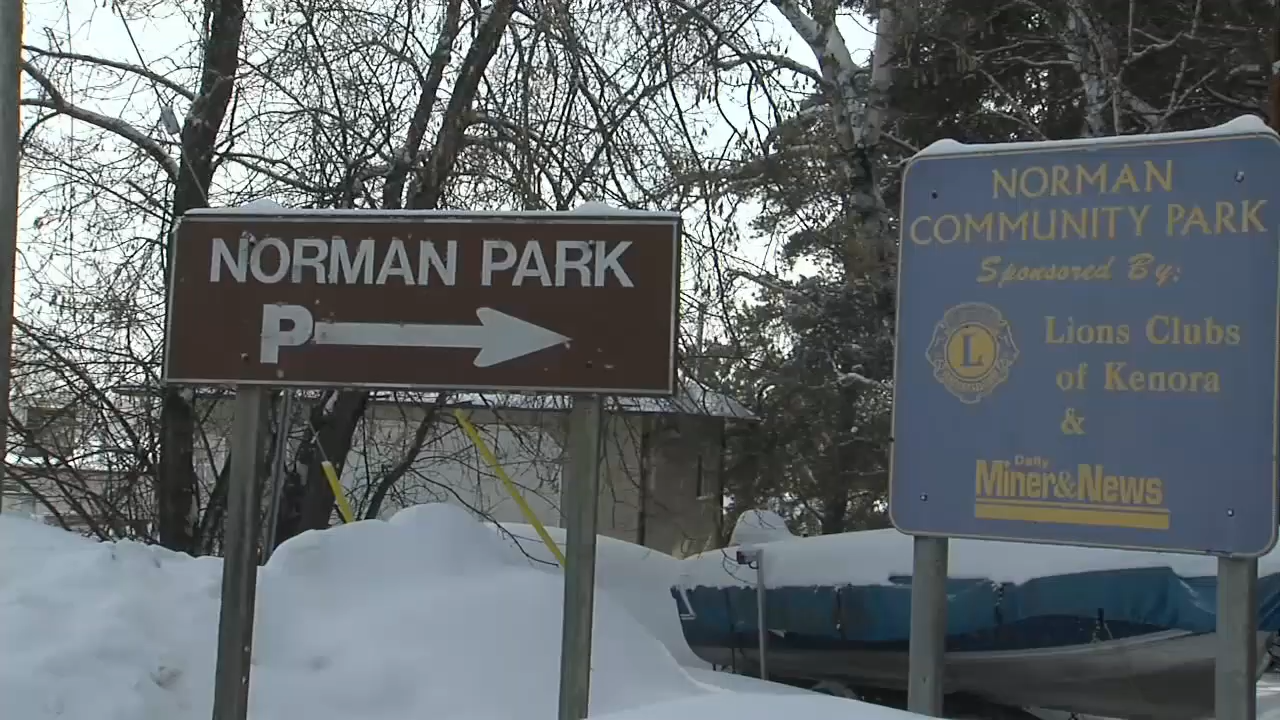 NORMAN PARK
P
NORMAN
COMMUNITY PARK
Sponsored By;
L
Lions Clubs
of Kenora
&
Daily
Miner&News